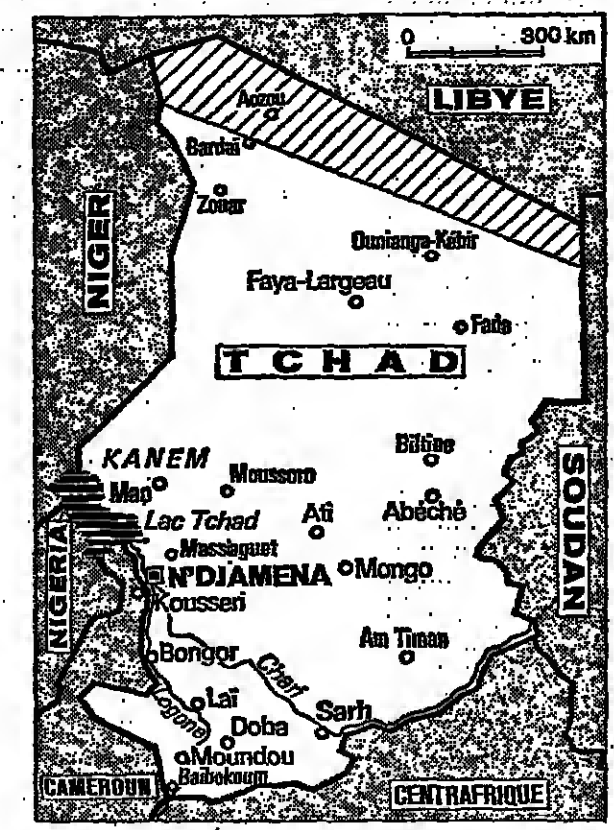 0 300 km
LIBYE
Aozou
Bardaï
Zouar
NIGER
Ounianga-Kébir
Faya-Largeau
Fada
TCHAD
KANEM
Mao
Moussoro
Biltine
Abéché
SOUDAN
Lac Tchad
Ati
Massaguet
N'DJAMENA
Mongo
NIGERIA
Kousseri
Bongor
Chari
Am Timan
Logone
Laï
Doba
Sarh
Moundou
Baibokoum
CAMEROUN
CENTRAFRIQUE